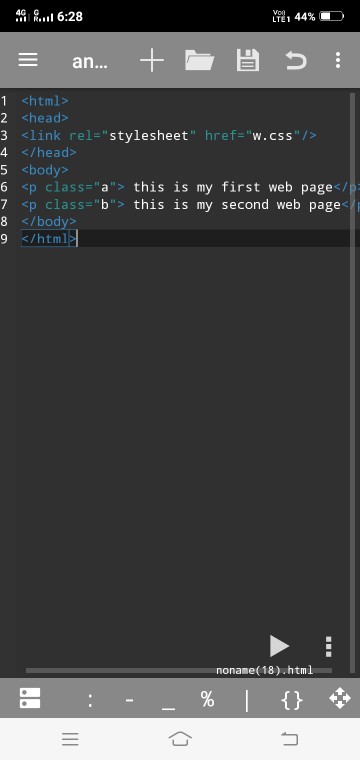 4G G 6:28 Vo)) LTE1 44%
an...
1 <html>
2 <head>
3 <link rel="stylesheet" href="w.css"/>
4 </head>
5 <body>
6 <p class="a"> this is my first web page</p>
7 <p class="b"> this is my second web page</p
8 </body>
9 </html>
noname(18).html
: - _ % | {}